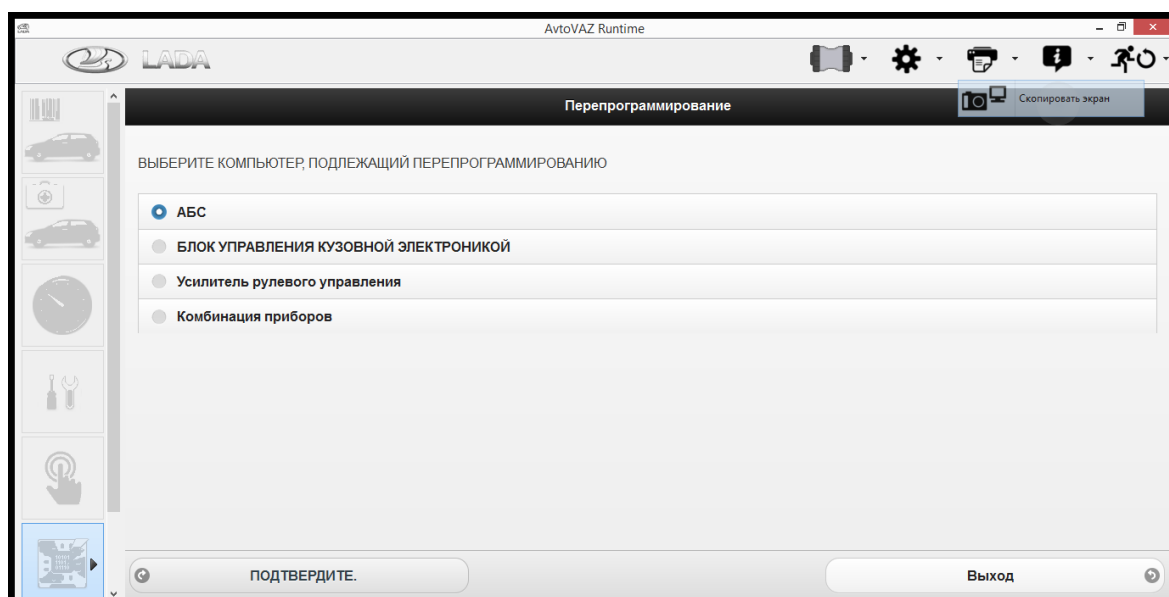 AvtoVAZ Runtime
LADA
Скопировать экран
Перепрограммирование
ВЫБЕРИТЕ КОМПЬЮТЕР, ПОДЛЕЖАЩИЙ ПЕРЕПРОГРАММИРОВАНИЮ
АБС
БЛОК УПРАВЛЕНИЯ КУЗОВНОЙ ЭЛЕКТРОНИКОЙ
Усилитель рулевого управления
Комбинация приборов
ПОДТВЕРДИТЕ.
Выход